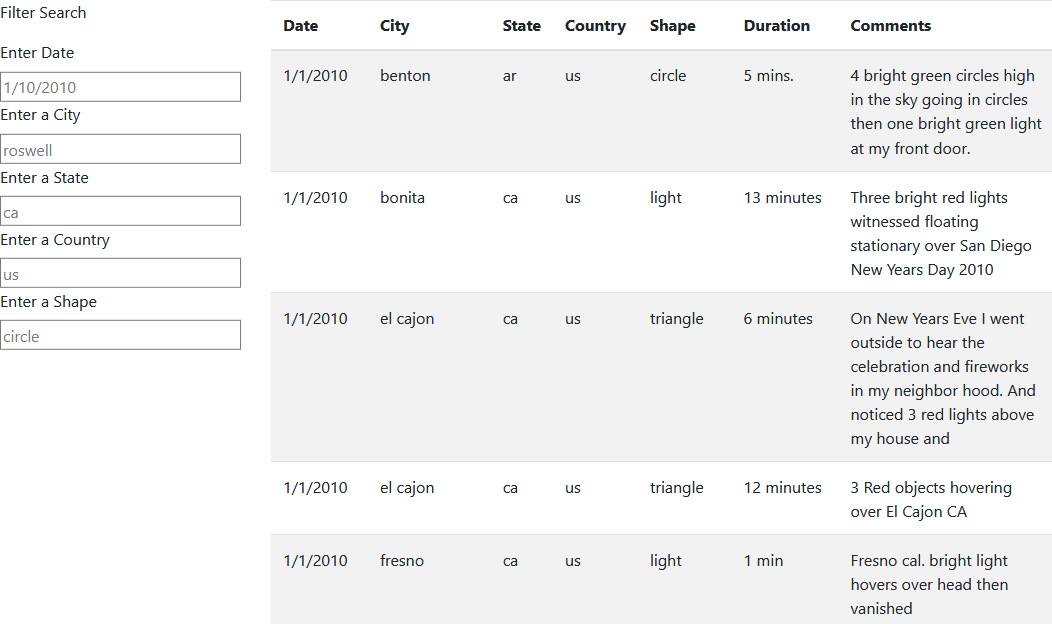 Filter Search
Enter Date
1/10/2010
Enter a City
roswell
Enter a State
ca
Enter a Country
us
Enter a Shape
circle
Date City State Country Shape Duration Comments
1/1/2010 benton ar us circle 5 mins. 4 bright green circles high
in the sky going in circles
then one bright green light
at my front door.
1/1/2010 bonita ca us light 13 minutes Three bright red lights
witnessed floating
stationary over San Diego
New Years Day 2010
1/1/2010 el cajon ca us triangle 6 minutes On New Years Eve I went
outside to hear the
celebration and fireworks
in my neighbor hood. And
noticed 3 red lights above
my house and
1/1/2010 el cajon ca us triangle 12 minutes 3 Red objects hovering
over El Cajon CA
1/1/2010 fresno ca us light 1 min Fresno cal. bright light
hovers over head then
vanished